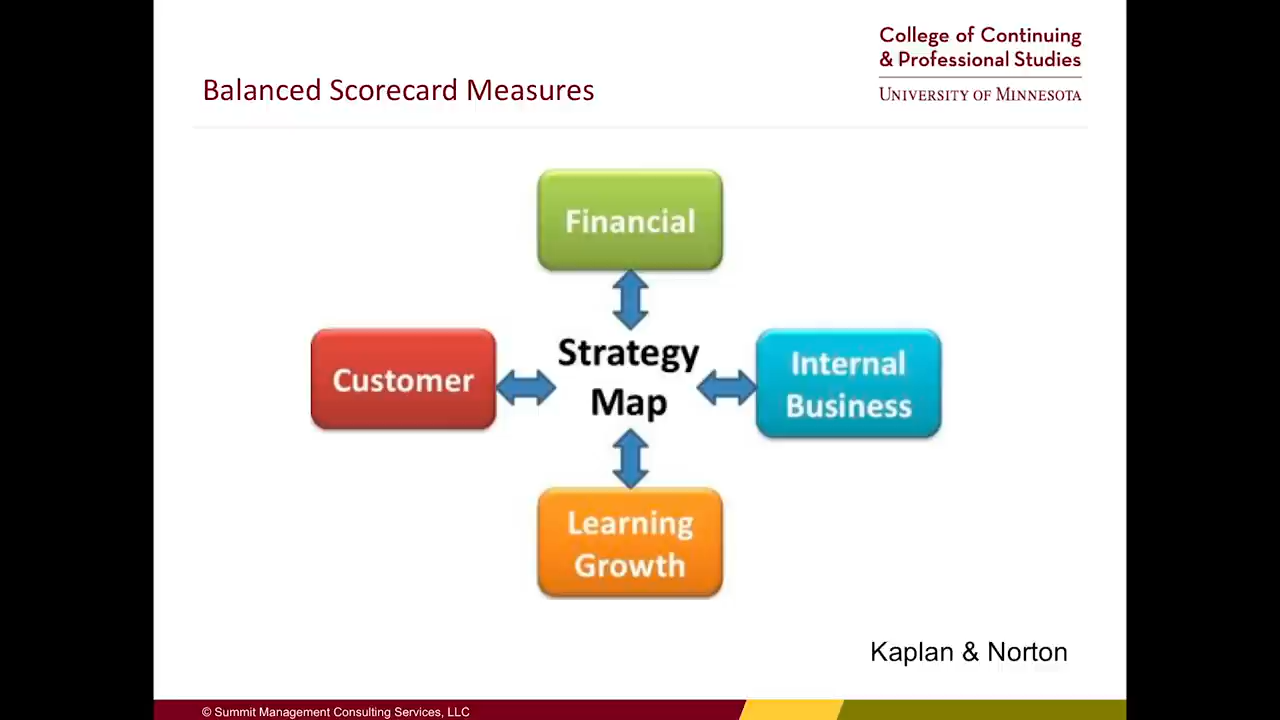 College of Continuing
& Professional Studies
UNIVERSITY OF MINNESOTA
Balanced Scorecard Measures
Financial
Strategy
Map
Customer
Internal
Business
Learning
Growth
Kaplan & Norton
© Summit Management Consulting Services, LLC